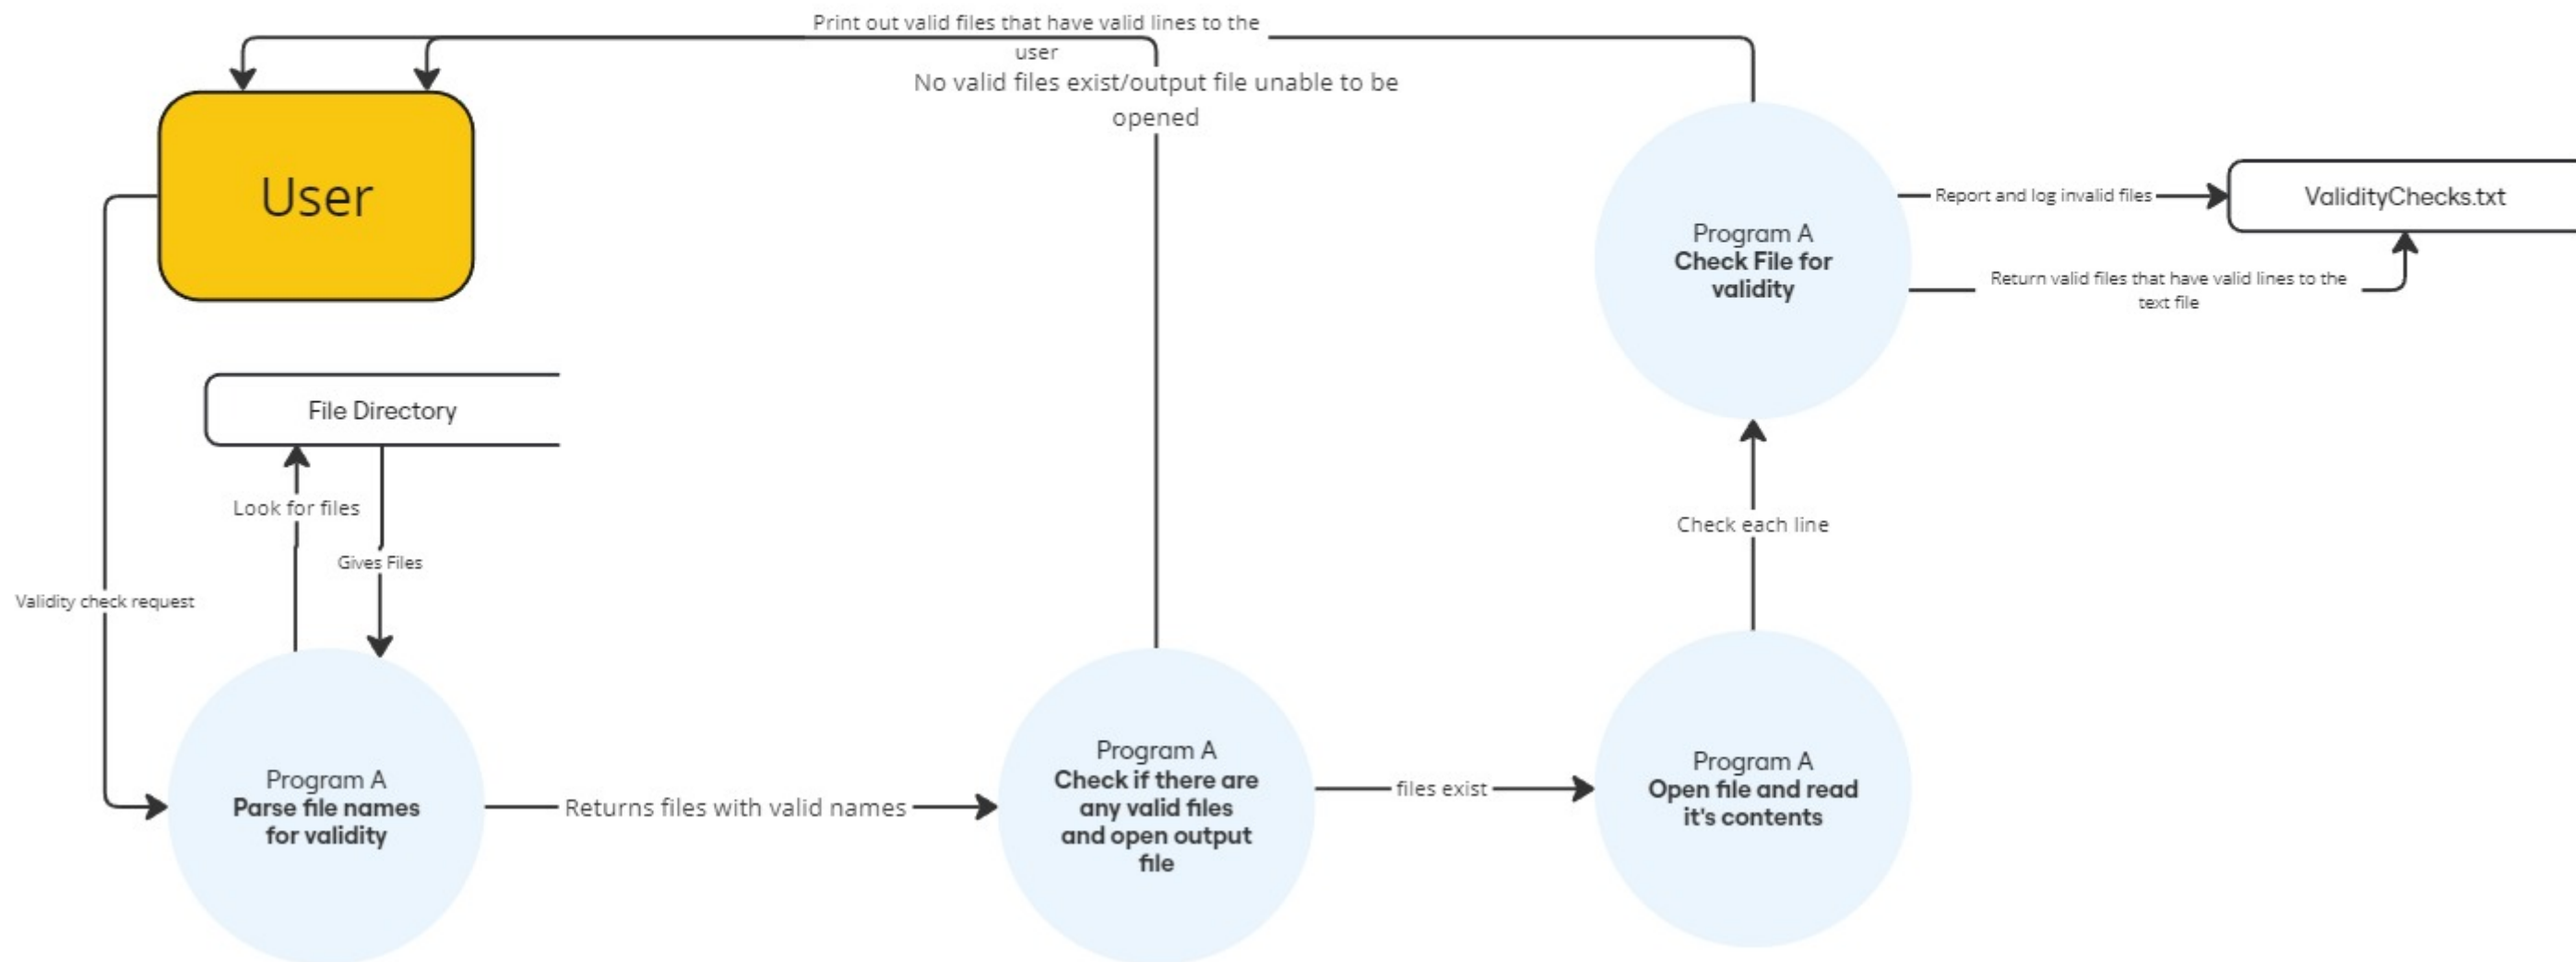 Print out valid files that have valid lines to the
user
No valid files exist/output file unable to be
opened
User
Program A
Check File for
validity
Report and log invalid files
ValidityChecks.txt
Return valid files that have valid lines to the
text file
File Directory
Look for files
Gives Files
Check each line
Validity check request
Program A
Parse file names
for validity
Returns files with valid names
Program A
Check if there are
any valid files
and open output
file
files exist
Program A
Open file and read
it's contents